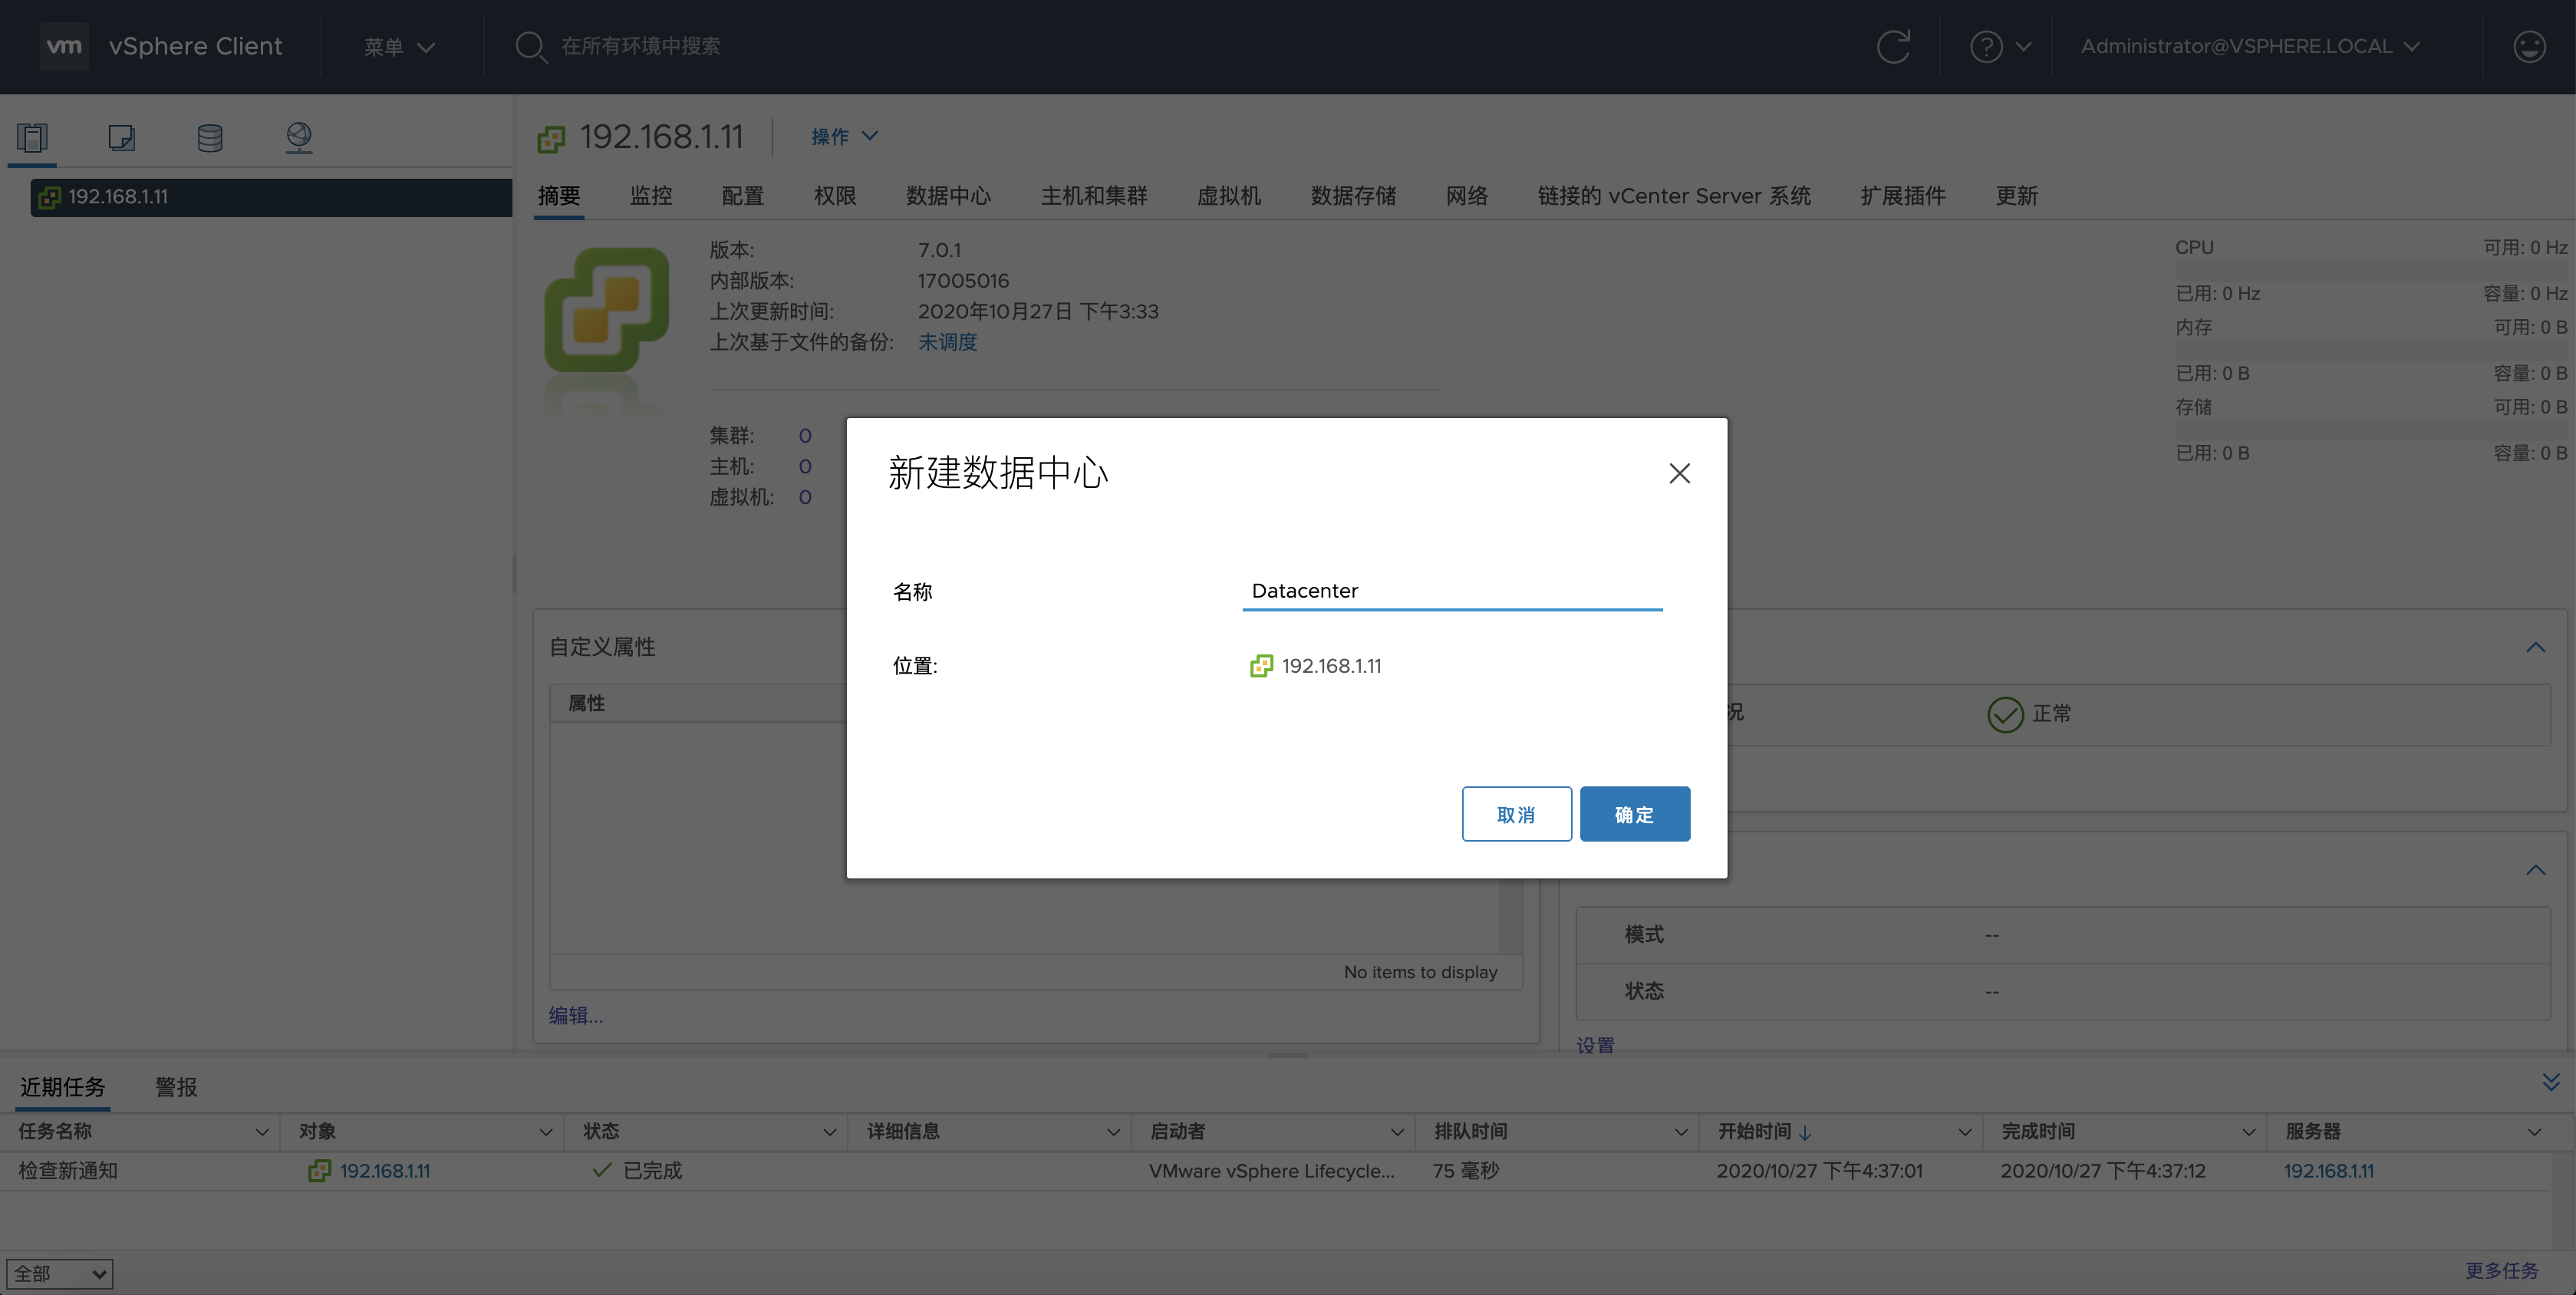 vm vSphere Client 菜单 在所有环境中搜索 Administrator@VSPHERE.LOCAL
192.168.1.11 操作
192.168.1.11
摘要 监控 配置 权限 数据中心 主机和集群 虚拟机 数据存储 网络 链接的 vCenter Server 系统 扩展插件 更新
版本: 7.0.1
内部版本: 17005016
上次更新时间: 2020年10月27日 下午3:33
上次基于文件的备份: 未调度
集群: 0
主机: 0
虚拟机: 0
CPU 可用: 0 Hz
已用: 0 Hz 容量: 0 Hz
内存 可用: 0 B
已用: 0 B 容量: 0 B
存储 可用: 0 B
已用: 0 B 容量: 0 B
新建数据中心
名称 Datacenter
位置: 192.168.1.11
取消 确定
自定义属性
属性
No items to display
编辑...
况 正常
模式 --
状态 --
设置
近期任务 警报
任务名称 对象 状态 详细信息 启动者 排队时间 开始时间 完成时间 服务器
检查新通知 192.168.1.11 已完成 VMware vSphere Lifecycle... 75 毫秒 2020/10/27 下午4:37:01 2020/10/27 下午4:37:12 192.168.1.11
全部 更多任务